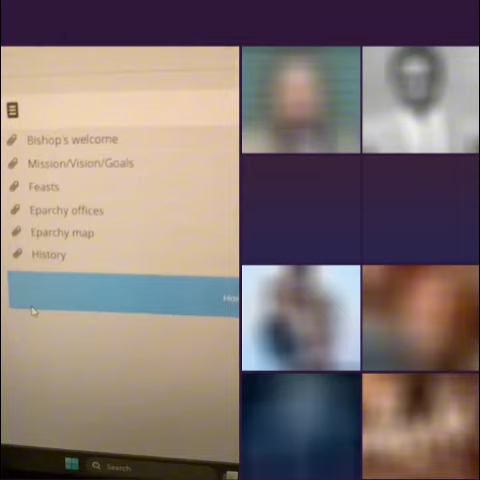 Bishop's welcome
Mission/Vision/Goals
Feasts
Eparchy offices
Eparchy map
History
Search